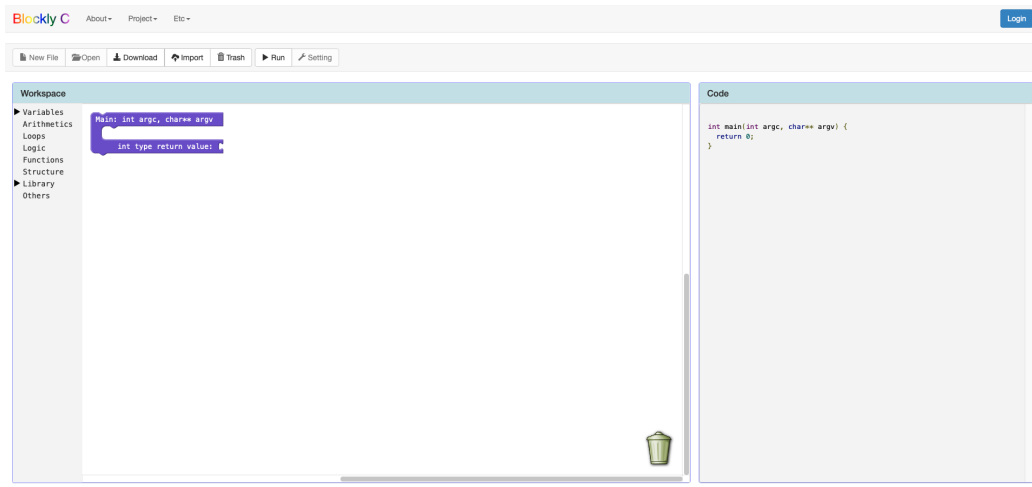 Blockly C About Project Etc Login
New File Open Download Import Trash Run Setting
Workspace
Variables
Arithmetics
Loops
Logic
Functions
Structure
Library
Others
Main: int argc, char** argv
int type return value:
Code
int main(int argc, char** argv) {
  return 0;
}